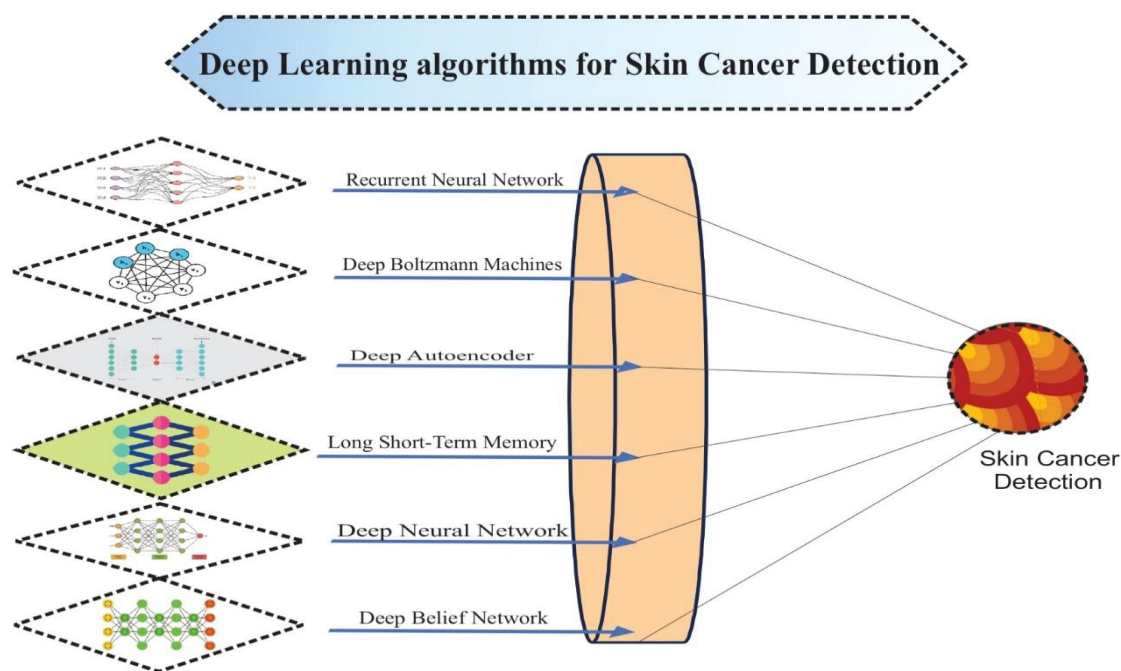 Deep Learning algorithms for Skin Cancer Detection
Recurrent Neural Network
Deep Boltzmann Machines
Deep Autoencoder
Long Short-Term Memory
Deep Neural Network
Deep Belief Network
Skin Cancer
Detection